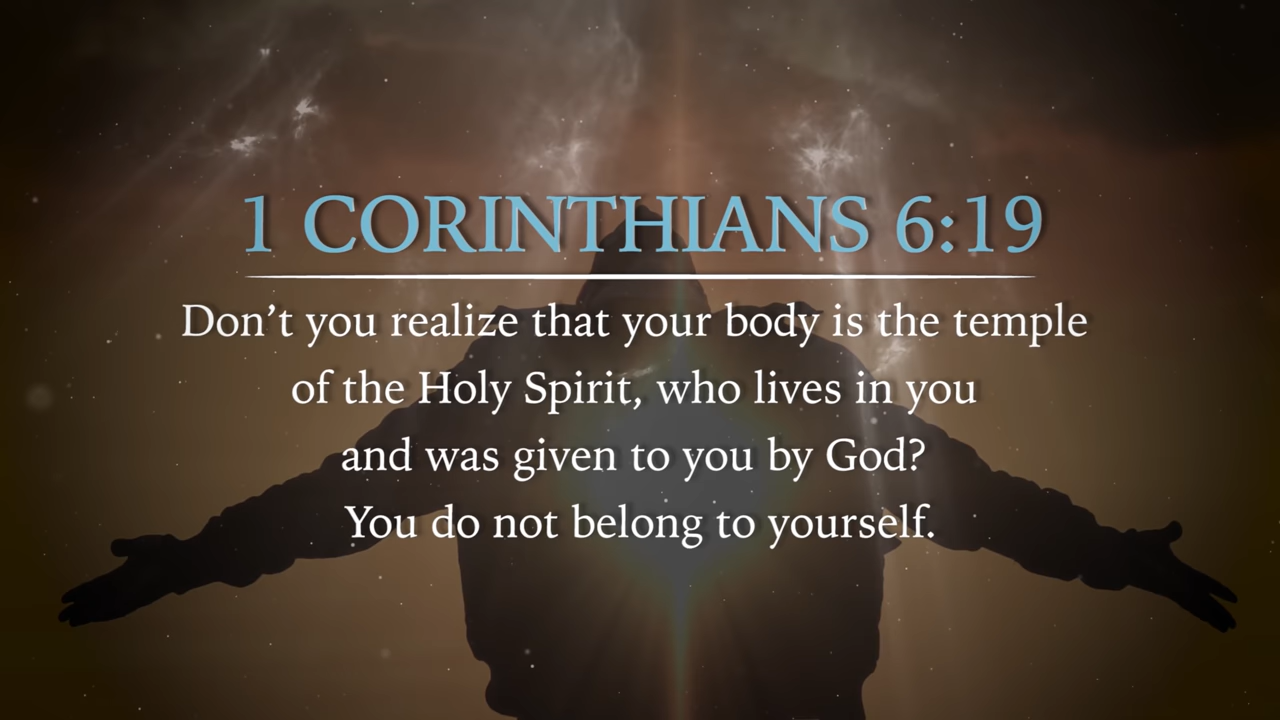 1 CORINTHIANS 6:19
Don’t you realize that your body is the temple
of the Holy Spirit, who lives in you
and was given to you by God?
You do not belong to yourself.